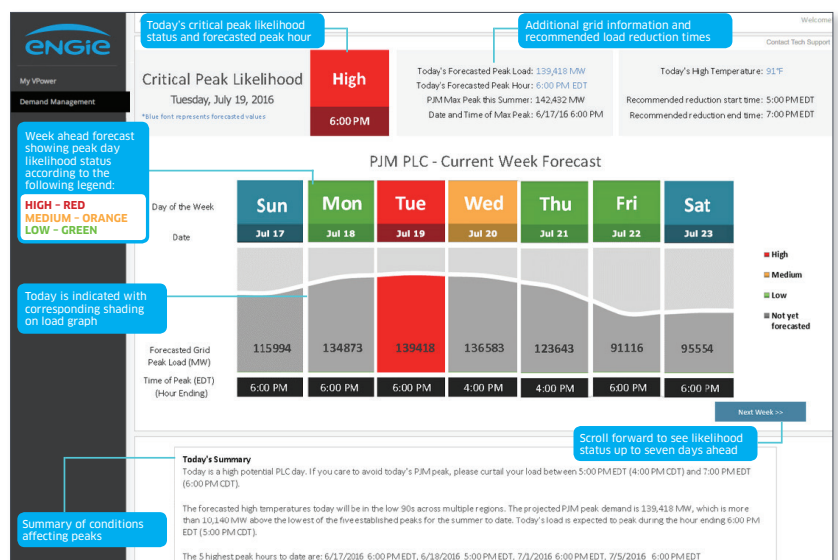 Welcome
Today's critical peak likelihood
status and forecasted peak hour
Additional grid information and
recommended load reduction times
ENGIE
Contact Tech Support
My VPower
Demand Management
Critical Peak Likelihood
Tuesday, July 19, 2016
*Blue font represents forecasted values
High
6:00 PM
Today's Forecasted Peak Load: 139,418 MW
Today's Forecasted Peak Hour: 6:00 PM EDT
PJM Max Peak this Summer: 142,432 MW
Date and Time of Max Peak: 6/17/16 6:00 PM
Today's High Temperature: 91°F
Recommended reduction start time: 5:00 PM EDT
Recommended reduction end time: 7:00 PM EDT
Week ahead forecast
showing peak day
likelihood status
according to the
following legend:
HIGH – RED
MEDIUM – ORANGE
LOW – GREEN
PJM PLC - Current Week Forecast
Day of the Week
Sun Mon Tue Wed Thu Fri Sat
Date
Jul 17 Jul 18 Jul 19 Jul 20 Jul 21 Jul 22 Jul 23
High
Medium
Low
Not yet
forecasted
Today is indicated with
corresponding shading
on load graph
Forecasted Grid
Peak Load (MW)
115994 134873 139418 136583 123643 91116 95554
Time of Peak (EDT)
(Hour Ending)
6:00 PM 6:00 PM 6:00 PM 4:00 PM 4:00 PM 6:00 PM 6:00 PM
Next Week >>
Scroll forward to see likelihood
status up to seven days ahead
Summary of conditions
affecting peaks
Today's Summary
Today is a high potential PLC day. If you care to avoid today's PJM peak, please curtail your load between 5:00 PM EDT (4:00 PM CDT) and 7:00 PM EDT
(6:00 PM CDT).
The forecasted high temperatures today will be in the low 90s across multiple regions. The projected PJM peak demand is 139,418 MW, which is more
than 10,140 MW above the lowest of the five established peaks for the summer to date. Today's load is expected to peak during the hour ending 6:00 PM
EDT (5:00 PM CDT).
The 5 highest peak hours to date are: 6/17/2016 6:00 PM EDT, 6/18/2016 5:00 PM EDT, 7/1/2016 6:00 PM EDT, 7/5/2016 6:00 PM EDT